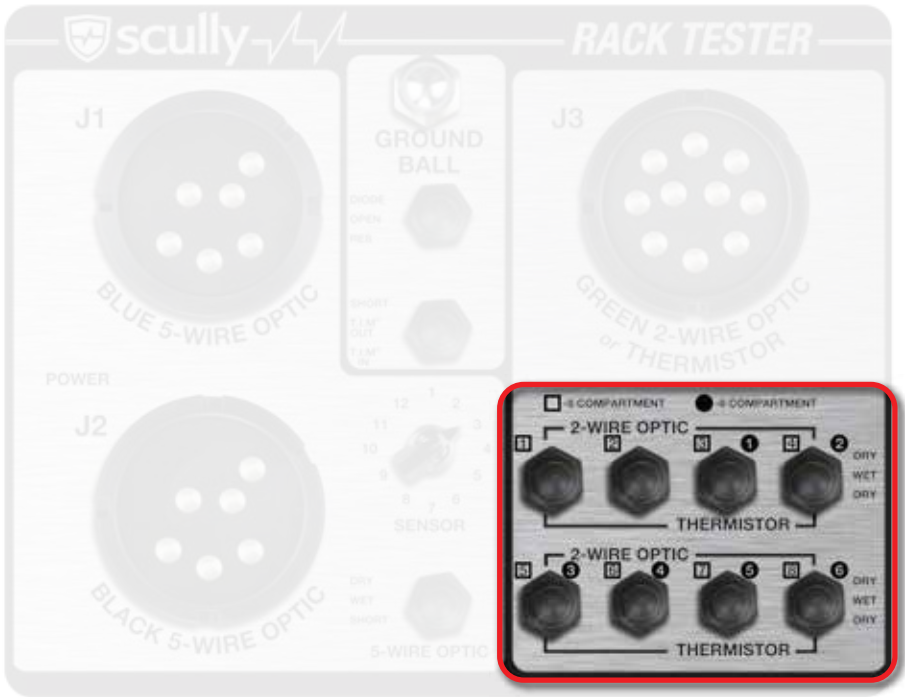 scully
RACK TESTER
J1
BLUE 5-WIRE OPTIC
GROUND
BALL
DIODE
OPEN
RES
SHORT
OUT
IN
J3
GREEN 2-WIRE OPTIC
or THERMISTOR
POWER
J2
BLACK 5-WIRE OPTIC
12 1 2
11 3
10 4
9 5
8 7 6
SENSOR
DRY
WET
SHORT
5-WIRE OPTIC
COMPARTMENT COMPARTMENT
2-WIRE OPTIC
1 2 3 1 4 2
DRY
WET
DRY
THERMISTOR
2-WIRE OPTIC
5 3 6 4 7 5 8 6
DRY
WET
DRY
THERMISTOR